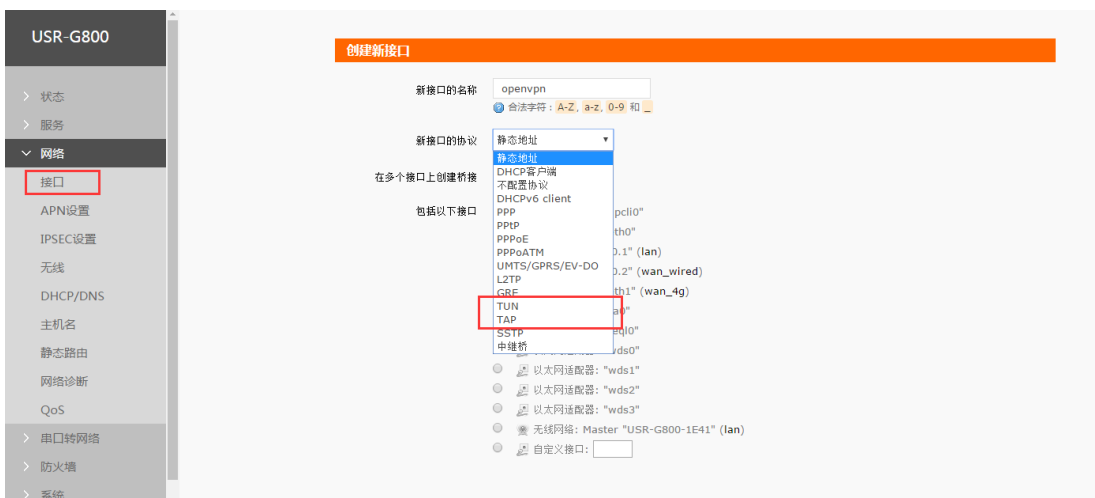 USR-G800
状态
服务
网络
接口
APN设置
IPSEC设置
无线
DHCP/DNS
主机名
静态路由
网络诊断
QoS
串口转网络
防火墙
系统
创建新接口
新接口的名称 openvpn
合法字符: A-Z, a-z, 0-9 和 _
新接口的协议 静态地址
静态地址
DHCP客户端
不配置协议
DHCPv6 client
PPP
PPtP
PPPoE
PPPoATM
UMTS/GPRS/EV-DO
L2TP
GRE
TUN
TAP
SSTP
中继桥
在多个接口上创建桥接
包括以下接口
pcli0"
th0"
0.1" (lan)
0.2" (wan_wired)
th1" (wan_4g)
a0"
eql0"
wds0"
以太网适配器: "wds1"
以太网适配器: "wds2"
以太网适配器: "wds3"
无线网络: Master "USR-G800-1E41" (lan)
自定义接口: